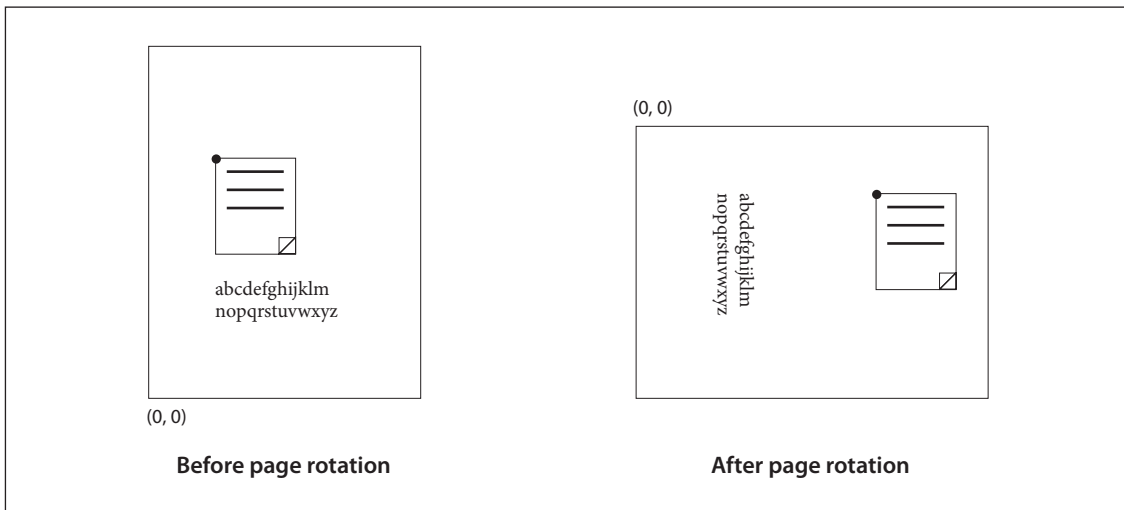 abcdefghijklm
nopqrstuvwxyz
(0, 0)
Before page rotation
(0, 0)
abcdefghijklm
nopqrstuvwxyz
After page rotation